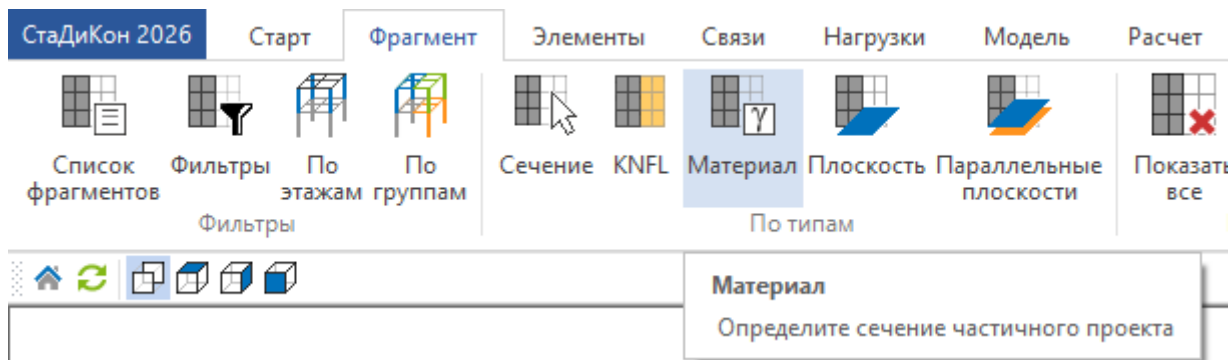 СтаДиКон 2026 Старт Фрагмент Элементы Связи Нагрузки Модель Расчет
Список фрагментов
Фильтры
По этажам
По группам
Фильтры
Сечение
KNFL
γ
Материал
Плоскость
Параллельные плоскости
По типам
Показать все
Материал
Определите сечение частичного проекта